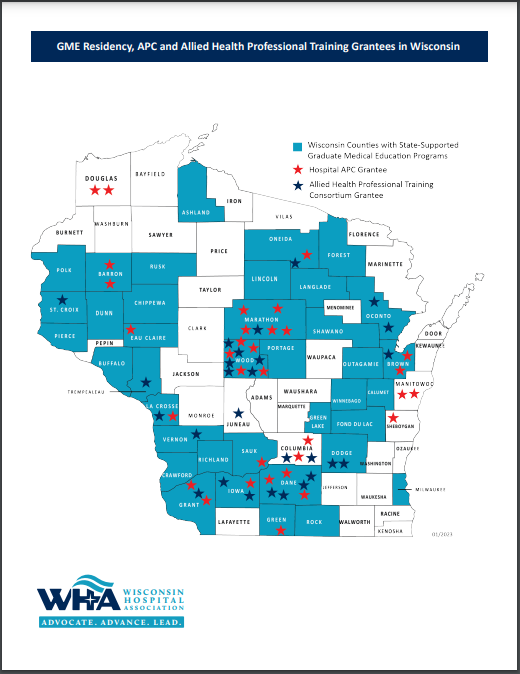 GME Residency, APC and Allied Health Professional Training Grantees in Wisconsin
Wisconsin Counties with State-Supported
Graduate Medical Education Programs
Hospital APC Grantee
Allied Health Professional Training
Consortium Grantee
DOUGLAS
BAYFIELD
IRON
ASHLAND
VILAS
BURNETT
WASHBURN
SAWYER
PRICE
ONEIDA
FLORENCE
FOREST
MARINETTE
POLK
BARRON
RUSK
LINCOLN
LANGLADE
TAYLOR
ST. CROIX
DUNN
CHIPPEWA
MENOMINEE
OCONTO
CLARK
MARATHON
SHAWANO
PIERCE
PEPIN
EAU CLAIRE
DOOR
KEWAUNEE
BUFFALO
WOOD
PORTAGE
WAUPACA
OUTAGAMIE
BROWN
JACKSON
TREMPEALEAU
ADAMS
WAUSHARA
WINNEBAGO
CALUMET
MANITOWOC
LA CROSSE
MONROE
JUNEAU
MARQUETTE
GREEN
LAKE
FOND DU LAC
SHEBOYGAN
VERNON
SAUK
COLUMBIA
DODGE
WASHINGTON
OZAUKEE
RICHLAND
CRAWFORD
IOWA
DANE
JEFFERSON
WAUKESHA
MILWAUKEE
GRANT
LAFAYETTE
GREEN
ROCK
WALWORTH
RACINE
KENOSHA
01/2023
WHA
WISCONSIN
HOSPITAL
ASSOCIATION
ADVOCATE. ADVANCE. LEAD.